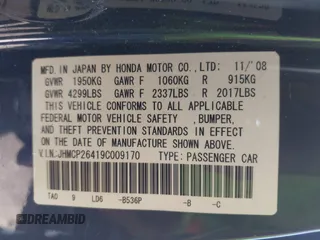 MFD. IN JAPAN BY HONDA MOTOR CO., LTD. 11/'08
GVWR 1950KG GAWR F 1060KG R 915KG
GVWR 4299LBS GAWR F 2337LBS R 2017LBS
THIS VEHICLE CONFORMS TO ALL APPLICABLE
FEDERAL MOTOR VEHICLE SAFETY, BUMPER,
AND THEFT PREVENTION STANDARDS IN EFFECT
ON THE DATE OF MANUFACTURE SHOWN ABOVE.
V.I.N.:JHMCP26419C009170 TYPE: PASSENGER CAR
TAO 9 LD6 -B536P -B -C
DREAMBID